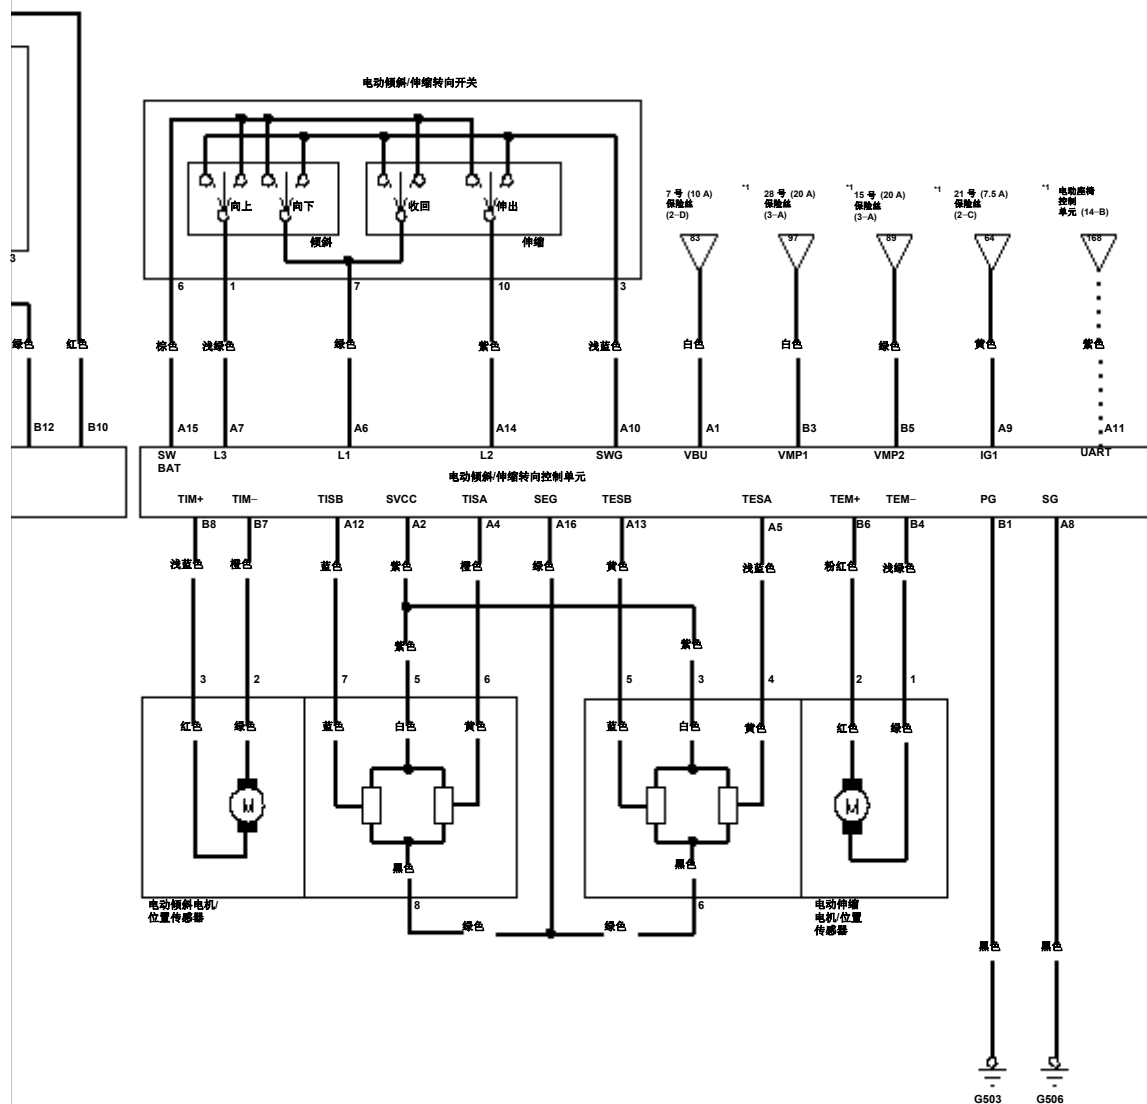 电动倾斜/伸缩转向开关
向上
向下
收回
伸出
倾斜
伸缩
6
1
7
10
3
7 号 (10 A)
保险丝
(2-D)
83
*1
28 号 (20 A)
保险丝
(3-A)
97
*1
15 号 (20 A)
保险丝
(3-A)
89
*1
21 号 (7.5 A)
保险丝
(2-C)
64
*1
电动座椅
控制
单元 (14-B)
168
3
绿色
红色
棕色
浅绿色
绿色
紫色
浅蓝色
白色
白色
绿色
黄色
紫色
B12
B10
A15
A7
A6
A14
A10
A1
B3
B5
A9
A11
SW
BAT
L3
L1
L2
SWG
VBU
VMP1
VMP2
IG1
UART
电动倾斜/伸缩转向控制单元
TIM+
TIM-
TISB
SVCC
TISA
SEG
TESB
TESA
TEM+
TEM-
PG
SG
B8
B7
A12
A2
A4
A16
A13
A5
B6
B4
B1
A8
浅蓝色
橙色
蓝色
紫色
橙色
绿色
黄色
浅蓝色
粉红色
浅绿色
紫色
紫色
3
2
7
5
6
5
3
4
2
1
红色
绿色
蓝色
白色
黄色
蓝色
白色
黄色
红色
绿色
M
M
黑色
黑色
电动倾斜电机/
位置传感器
8
6
电动伸缩
电机/位置
传感器
绿色
绿色
黑色
黑色
G503
G506